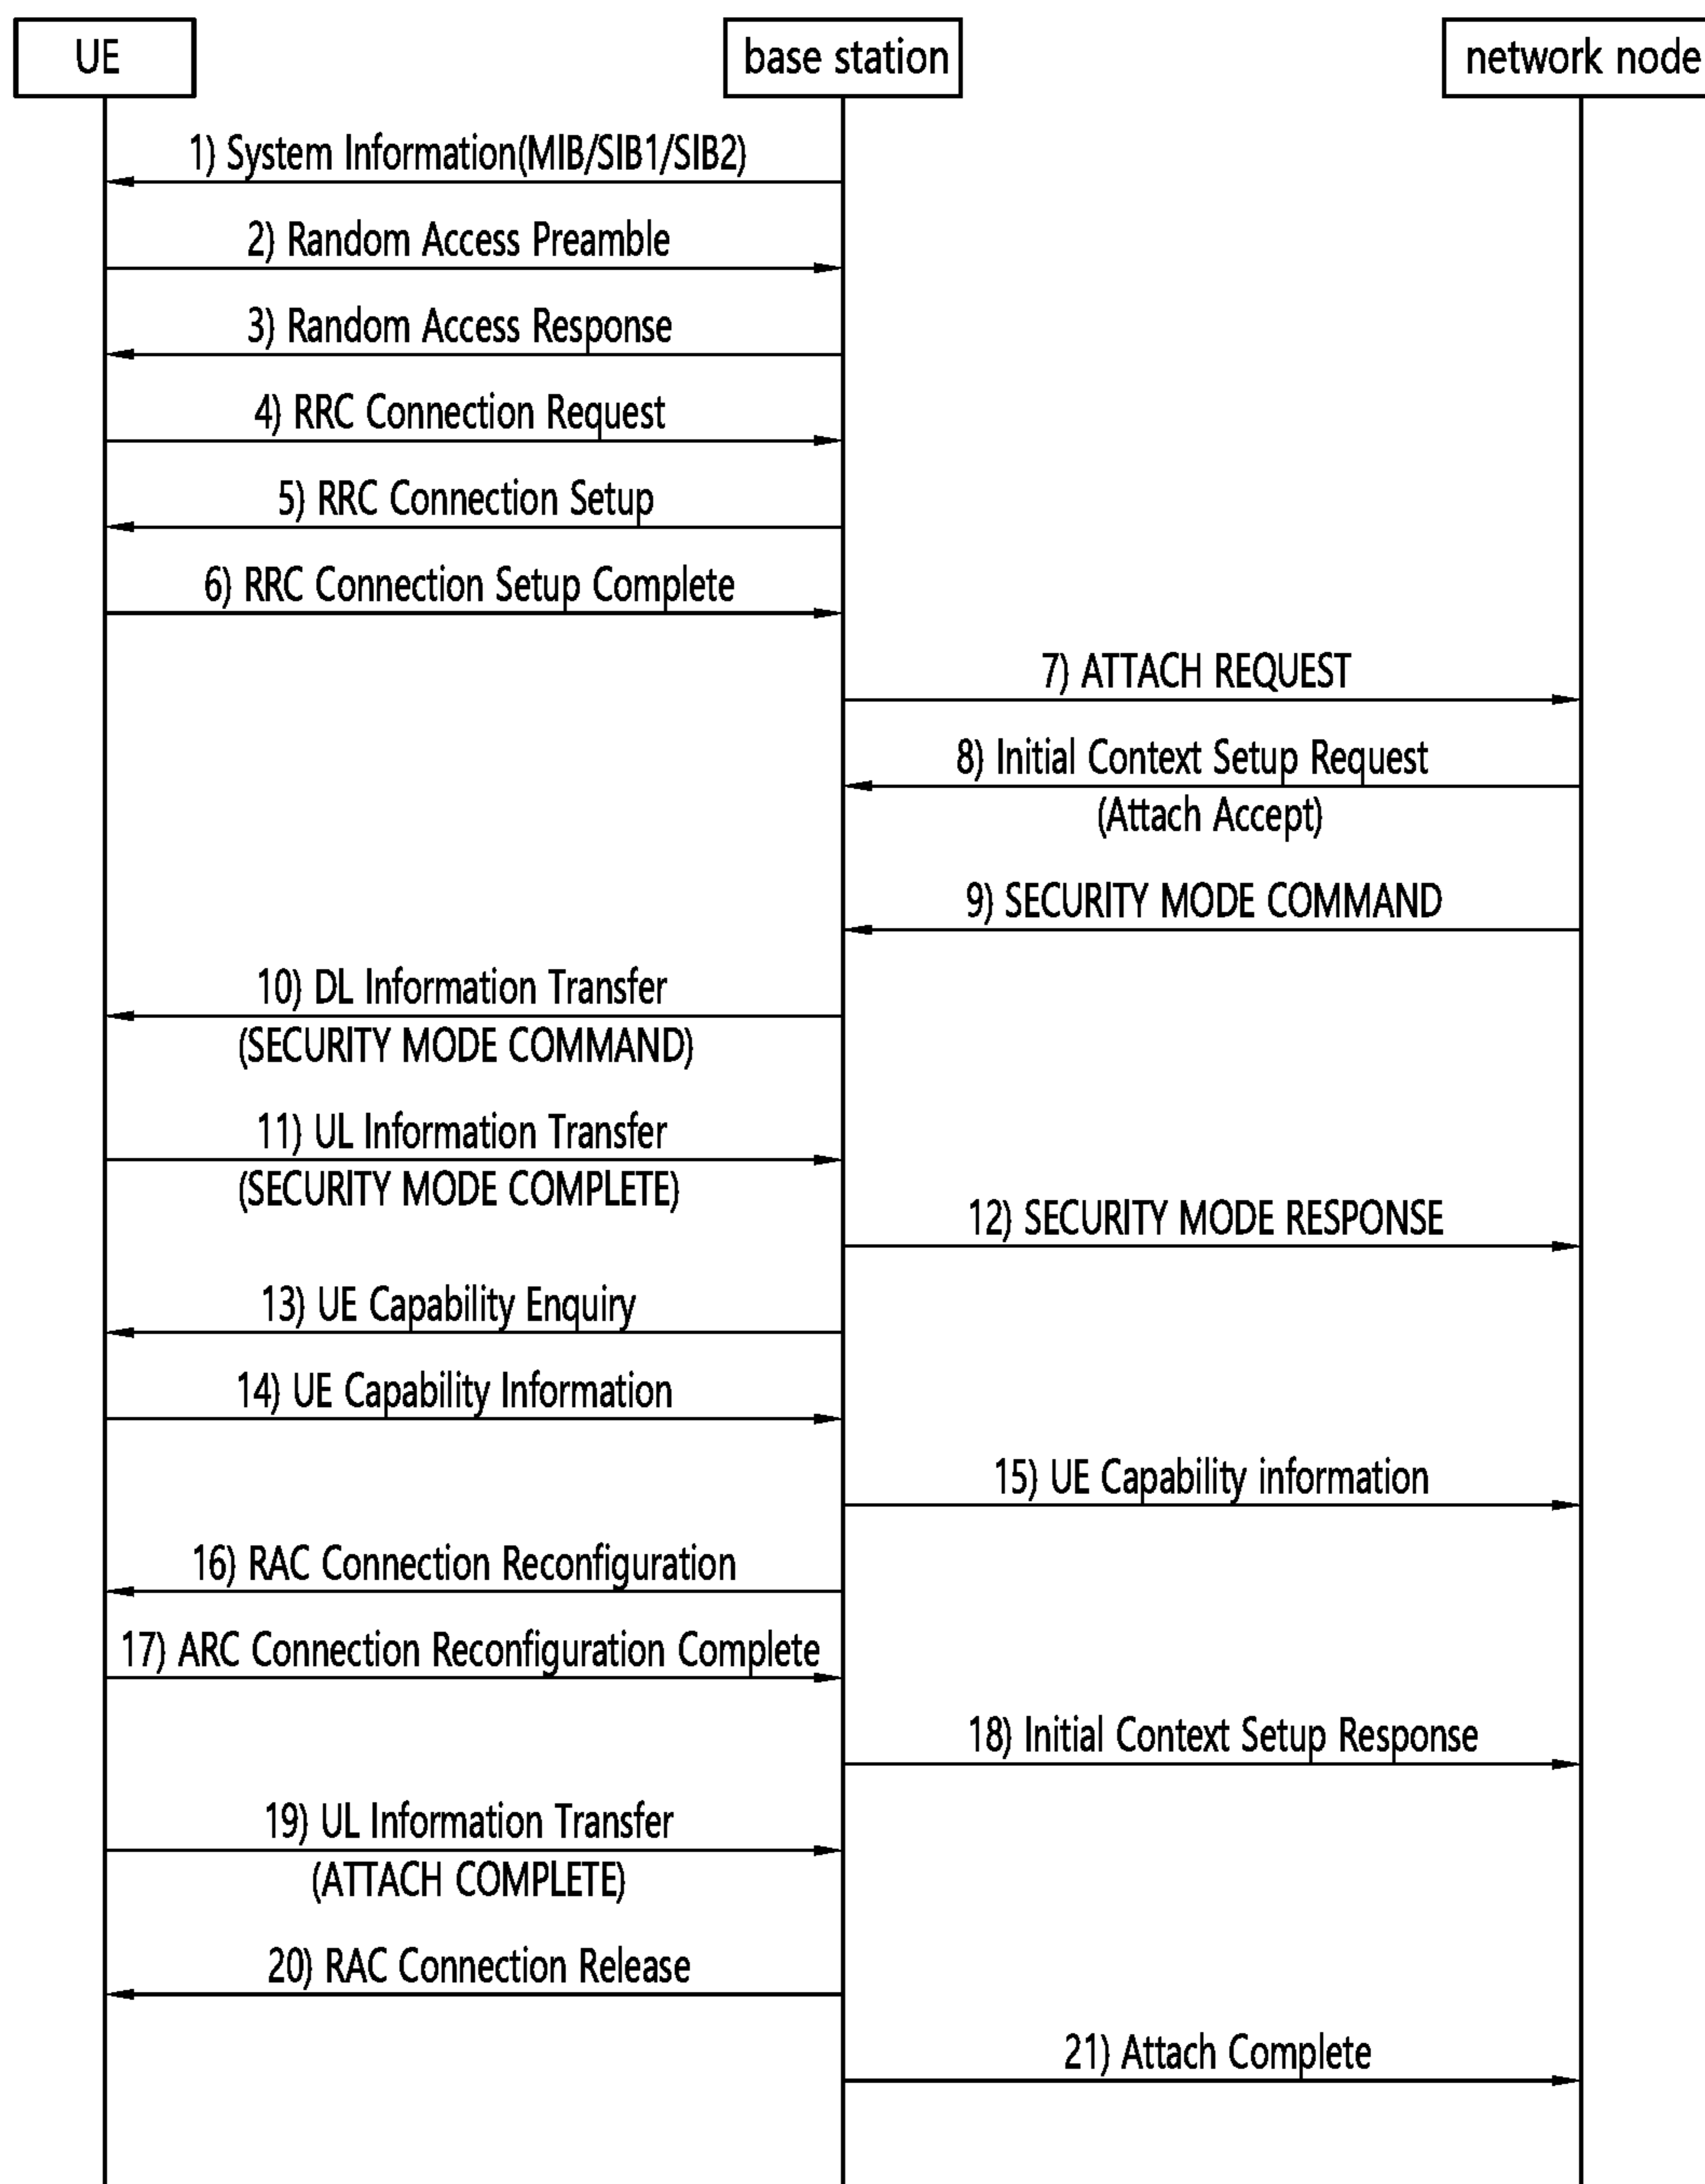 UE
base station
network node
1) System Information(MIB/SIB1/SIB2)
2) Random Access Preamble
3) Random Access Response
4) RRC Connection Request
5) RRC Connection Setup
6) RRC Connection Setup Complete
7) ATTACH REQUEST
8) Initial Context Setup Request
(Attach Accept)
9) SECURITY MODE COMMAND
10) DL Information Transfer
(SECURITY MODE COMMAND)
11) UL Information Transfer
(SECURITY MODE COMPLETE)
12) SECURITY MODE RESPONSE
13) UE Capability Enquiry
14) UE Capability Information
15) UE Capability information
16) RAC Connection Reconfiguration
17) ARC Connection Reconfiguration Complete
18) Initial Context Setup Response
19) UL Information Transfer
(ATTACH COMPLETE)
20) RAC Connection Release
21) Attach Complete